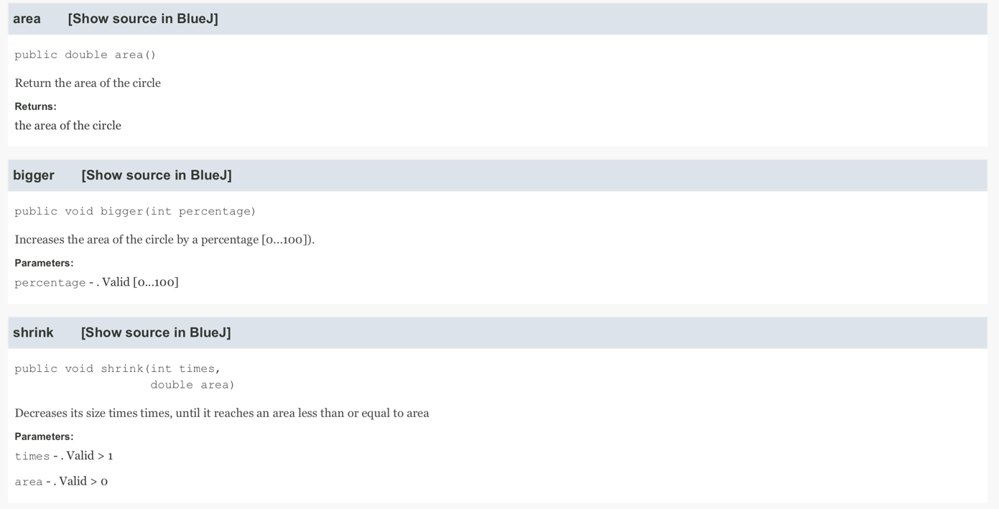 area [Show source in BlueJ]
public double area()
Return the area of the circle
Returns:
the area of the circle
bigger [Show source in BlueJ]
public void bigger(int percentage)
Increases the area of the circle by a percentage [0...100]).
Parameters:
percentage - . Valid [0...100]
shrink [Show source in BlueJ]
public void shrink(int times,
double area)
Decreases its size times times, until it reaches an area less than or equal to area
Parameters:
times - . Valid > 1
area - . Valid > 0